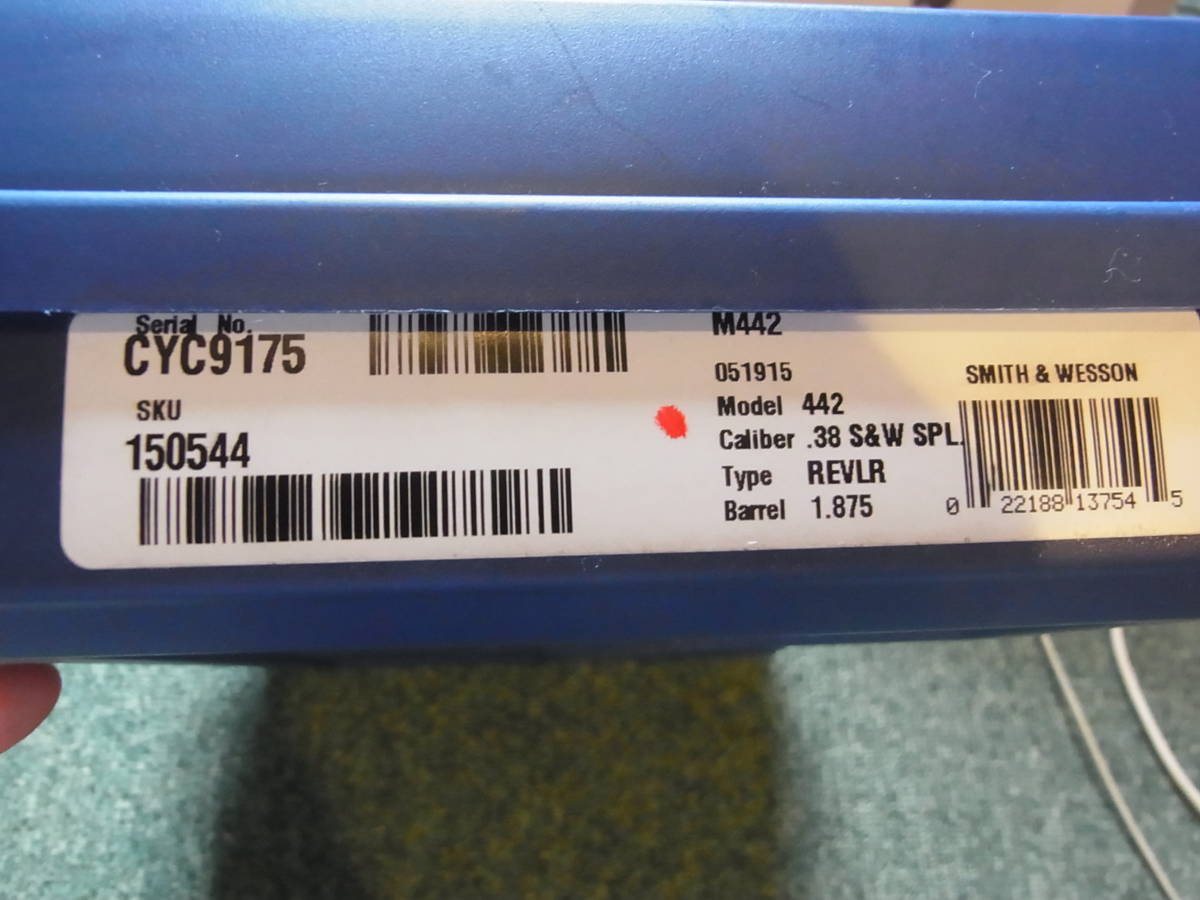 Serial No.
CYC9175
SKU
150544
M442
051915
Model 442
Caliber .38 S&W SPL.
Type REVLR
Barrel 1.875
SMITH & WESSON
0 22188 13754 5